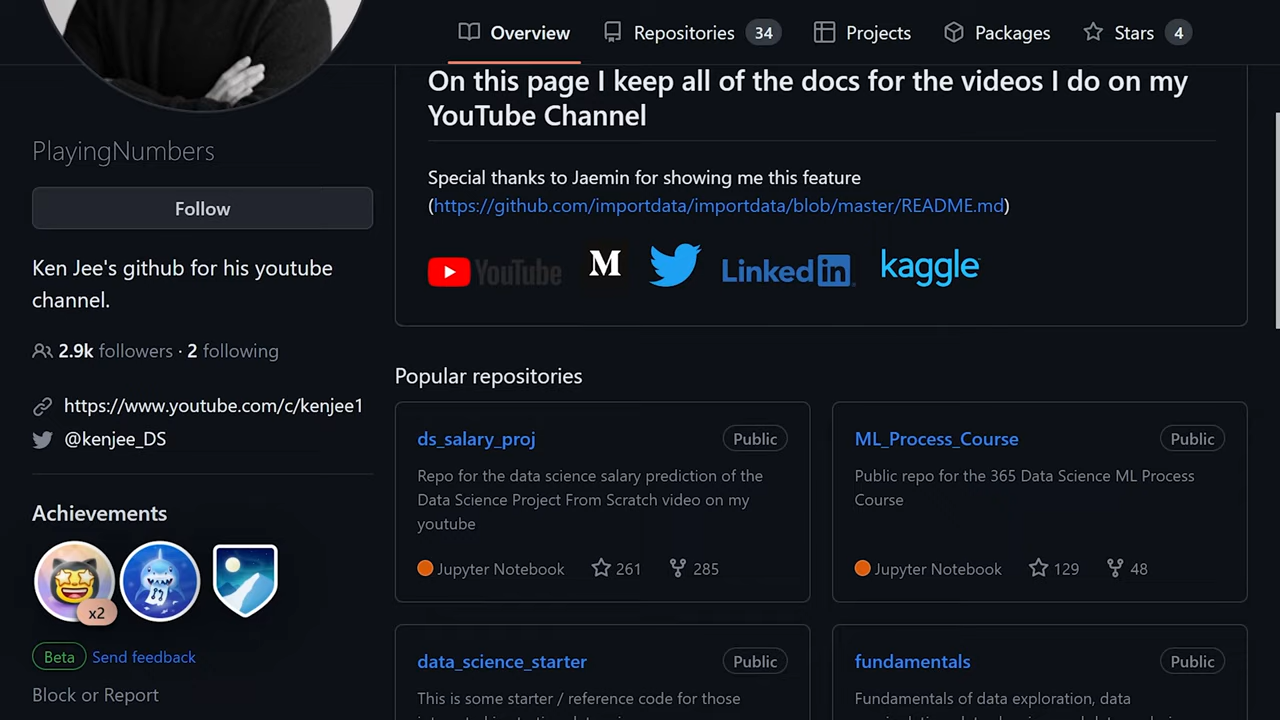 Overview
Repositories 34
Projects
Packages
Stars 4
PlayingNumbers
Follow
Ken Jee's github for his youtube
channel.
2.9k followers · 2 following
https://www.youtube.com/c/kenjee1
@kenjee_DS
Achievements
x2
Beta Send feedback
Block or Report
On this page I keep all of the docs for the videos I do on my
YouTube Channel
Special thanks to Jaemin for showing me this feature
(https://github.com/importdata/importdata/blob/master/README.md)
YouTube M Linked in kaggle
Popular repositories
ds_salary_proj Public
Repo for the data science salary prediction of the
Data Science Project From Scratch video on my
youtube
Jupyter Notebook 261 285
ML_Process_Course Public
Public repo for the 365 Data Science ML Process
Course
Jupyter Notebook 129 48
data_science_starter Public
This is some starter / reference code for those
fundamentals Public
Fundamentals of data exploration, data